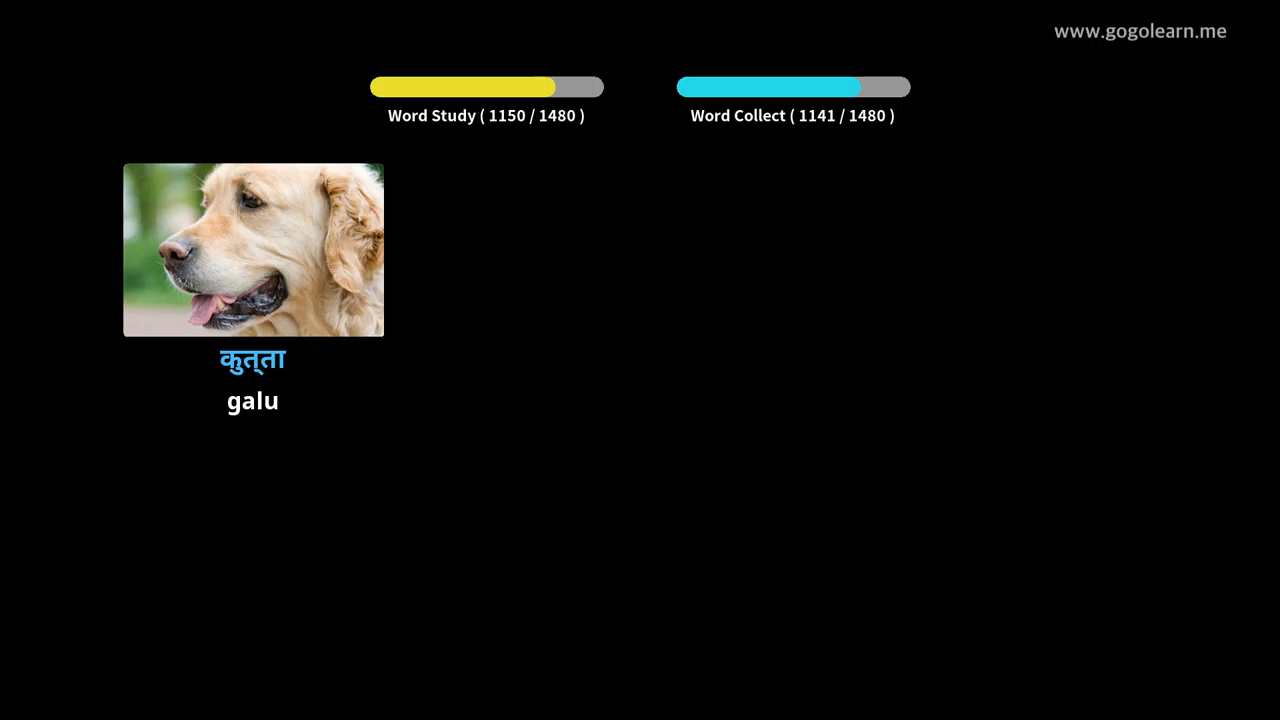 www.gogolearn.me
Word Study ( 1150 / 1480 )
Word Collect ( 1141 / 1480 )
कुत्ता
galu